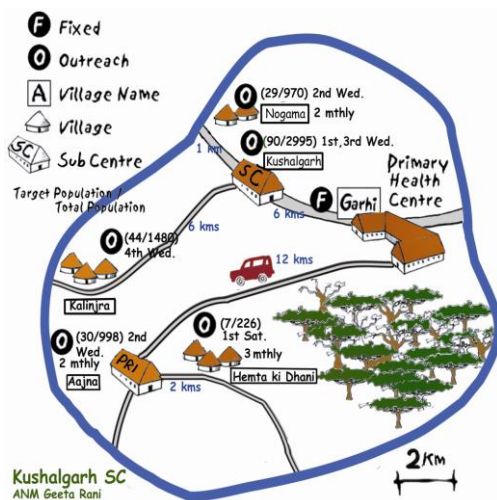 F Fixed
O Outreach
A Village Name
Village
SC Sub Centre
Target Population /
Total Population
O (29/970) 2nd Wed.
Nogama 2 mthly
O (90/2995) 1st,3rd Wed.
Kushalgarh
1 km
SC
6 kms
6 kms
F Garhi
Primary
Health
Centre
O (44/1480)
4th Wed.
Kalinjra
12 kms
O (30/998) 2nd
Wed.
2 mthly
Aajna
PRI
2 kms
O (7/226)
1st Sat.
3 mthly
Hemta ki Dhani
2 Km
Kushalgarh SC
ANM Geeta Rani